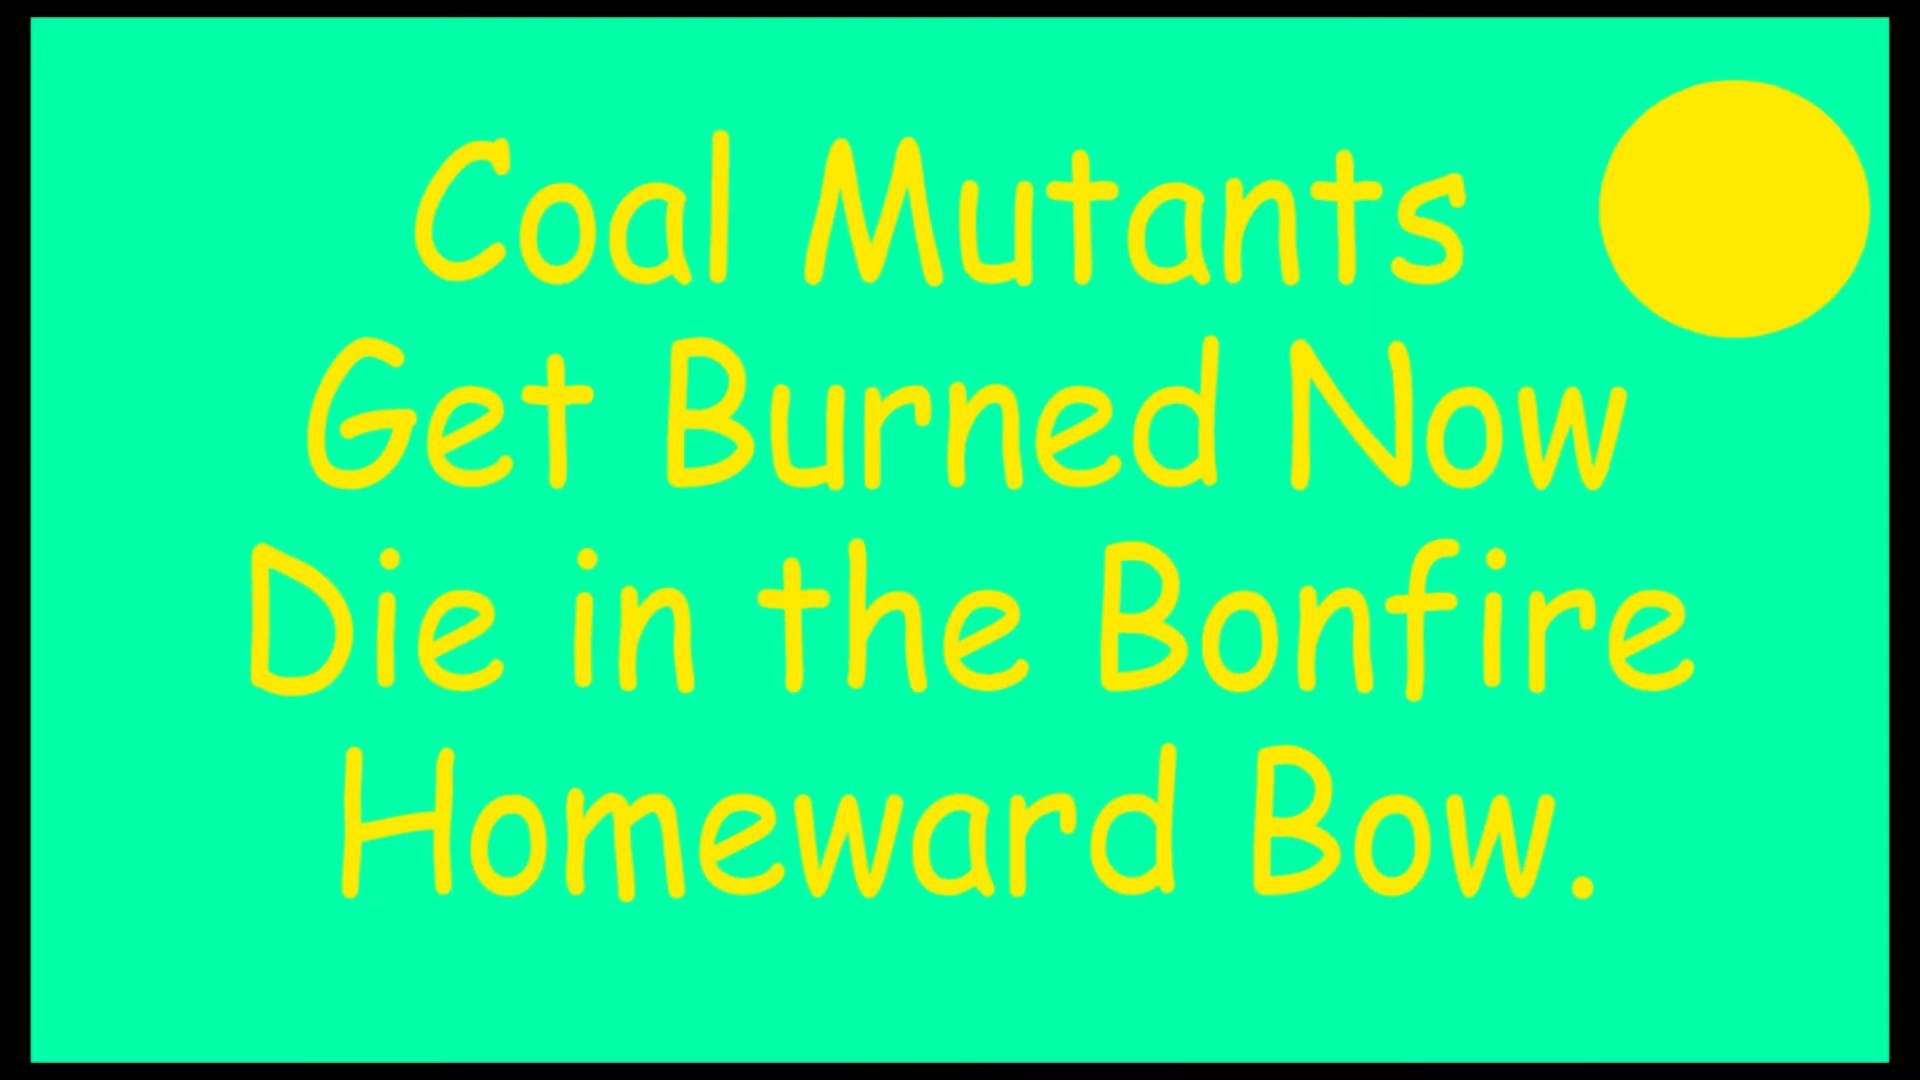 Coal Mutants
Get Burned Now
Die in the Bonfire
Homeward Bow.